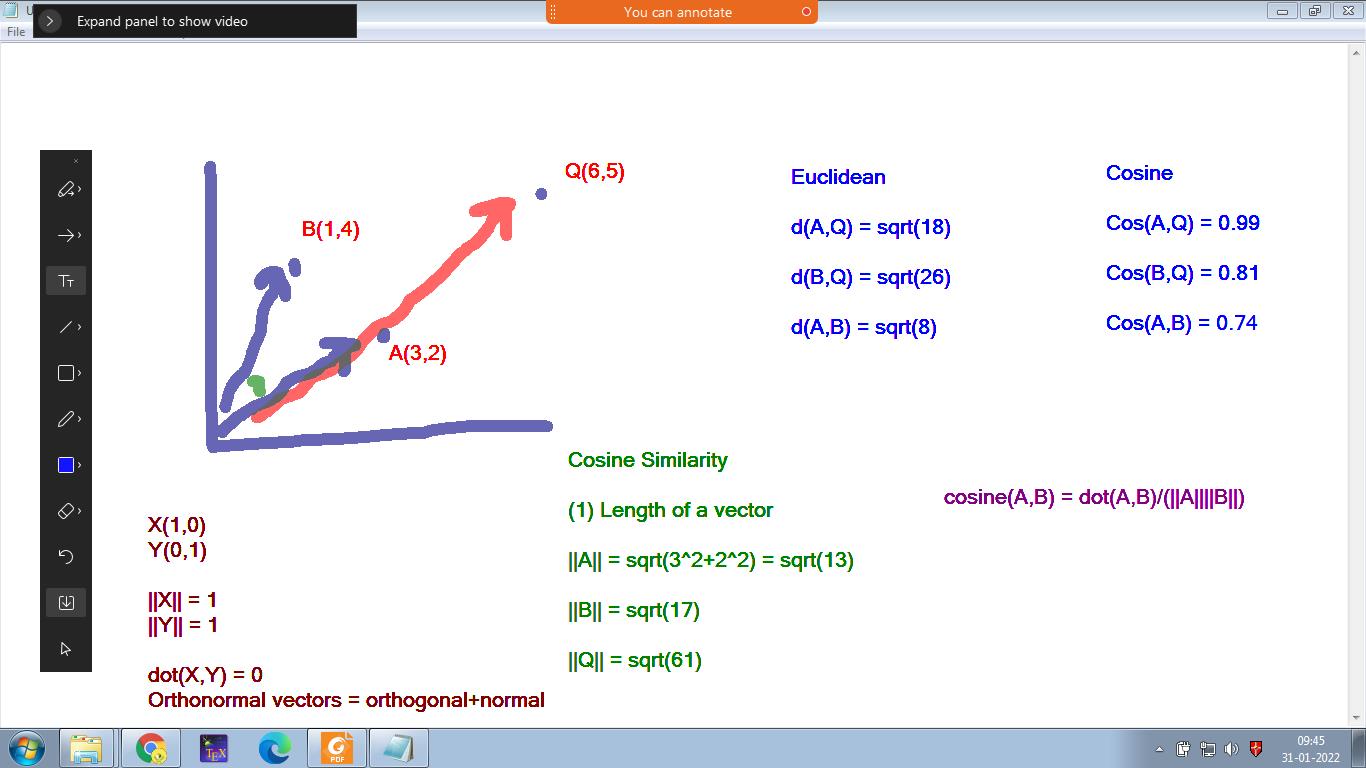 Expand panel to show video
You can annotate
File
Q(6,5)
B(1,4)
A(3,2)
Euclidean
d(A,Q) = sqrt(18)
d(B,Q) = sqrt(26)
d(A,B) = sqrt(8)
Cosine
Cos(A,Q) = 0.99
Cos(B,Q) = 0.81
Cos(A,B) = 0.74
Cosine Similarity
(1) Length of a vector
||A|| = sqrt(3^2+2^2) = sqrt(13)
||B|| = sqrt(17)
||Q|| = sqrt(61)
cosine(A,B) = dot(A,B)/(||A||||B||)
X(1,0)
Y(0,1)
||X|| = 1
||Y|| = 1
dot(X,Y) = 0
Orthonormal vectors = orthogonal+normal
TEX
PDF
09:45
31-01-2022